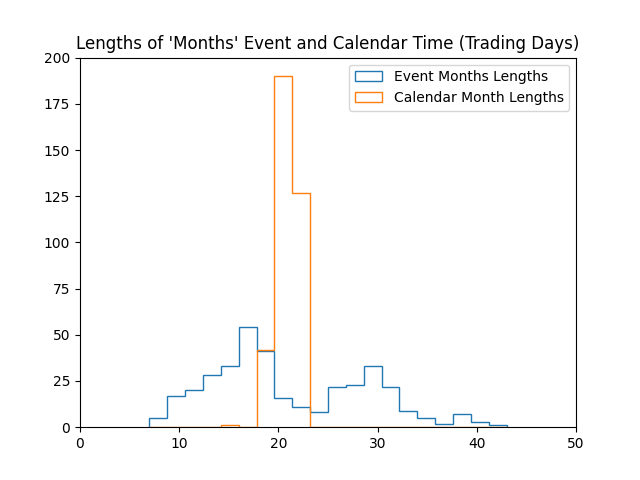 Lengths of 'Months' Event and Calendar Time (Trading Days)
Event Months Lengths
Calendar Month Lengths
200
175
150
125
100
75
50
25
0
0 10 20 30 40 50